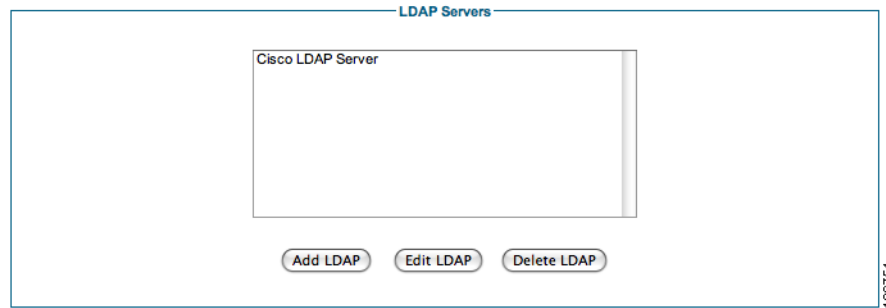 LDAP Servers
Cisco LDAP Server
Add LDAP Edit LDAP Delete LDAP